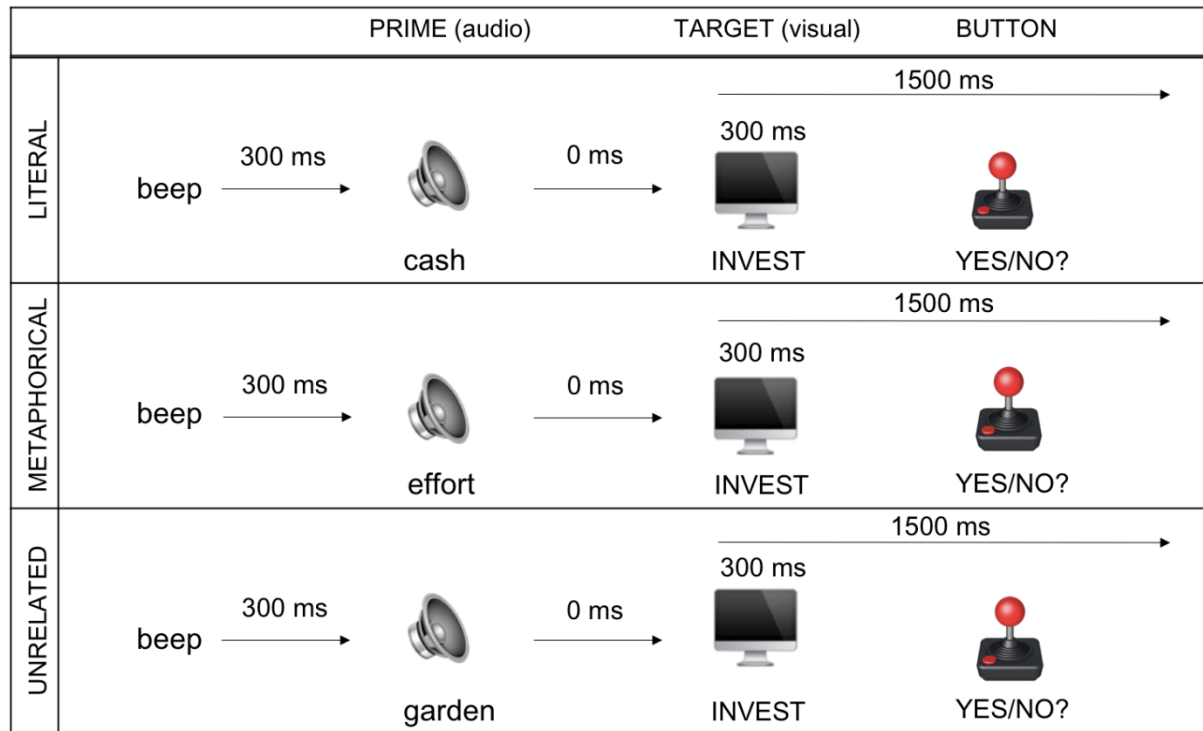 PRIME (audio) TARGET (visual) BUTTON
LITERAL
1500 ms
300 ms
300 ms 0 ms
beep
cash INVEST YES/NO?
METAPHORICAL
1500 ms
300 ms
300 ms 0 ms
beep
effort INVEST YES/NO?
UNRELATED
1500 ms
300 ms
300 ms 0 ms
beep
garden INVEST YES/NO?